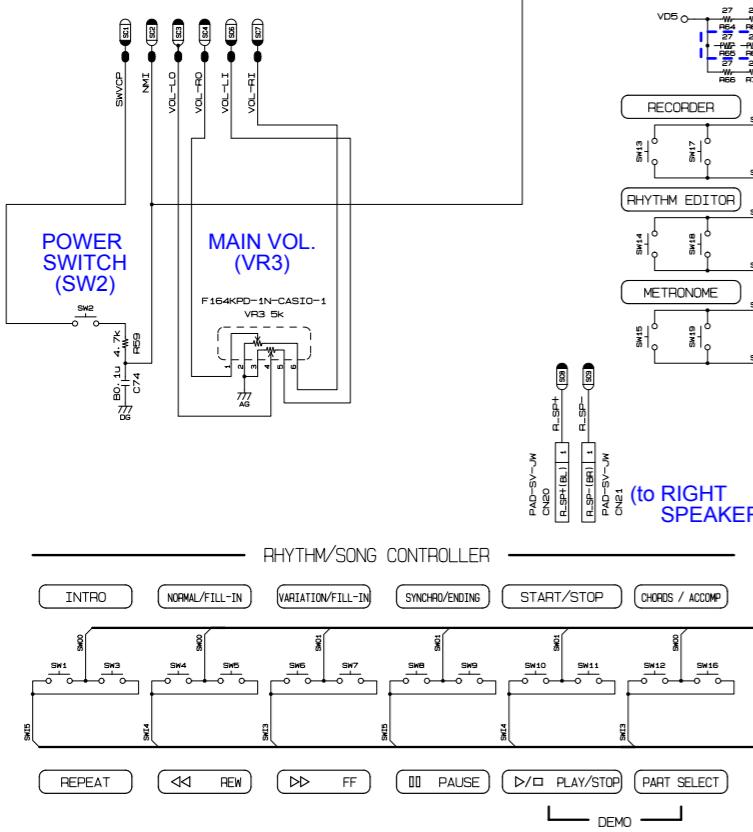 SC1 SC2 SC3 SC4 SC6 SC7
SWVCP NMI VOL-LO VOL-RO VOL-LI VOL-RI
VD5
27
R64
27
R65
27
R66
RECORDER
SW13 SW17
RHYTHM EDITOR
SW14 SW18
METRONOME
SW15 SW19
POWER
SWITCH
(SW2)
SW2
4.7k R59
B0.1u C74
DG
MAIN VOL.
(VR3)
F164KPD-1N-CASIO-1
VR3 5k
1 2 3 4 5 6
AG
SC8 SC9
R_SP+ R_SP-
R_SP+(BL) 1
R_SP-(BR) 1
PAD-SV-JW
CN20
PAD-SV-JW
CN21
(to RIGHT
SPEAKER
RHYTHM/SONG CONTROLLER
INTRO NORMAL/FILL-IN VARIATION/FILL-IN SYNCHRO/ENDING START/STOP CHORDS / ACCOMP
SWO0 SWO0 SWO1 SWO1 SWO1 SWO0
SW1 SW3 SW4 SW5 SW6 SW7 SW8 SW9 SW10 SW11 SW12 SW16
SWI5 SWI4 SWI3 SWI5 SWI4 SWI3
REPEAT REW FF PAUSE PLAY/STOP PART SELECT
DEMO